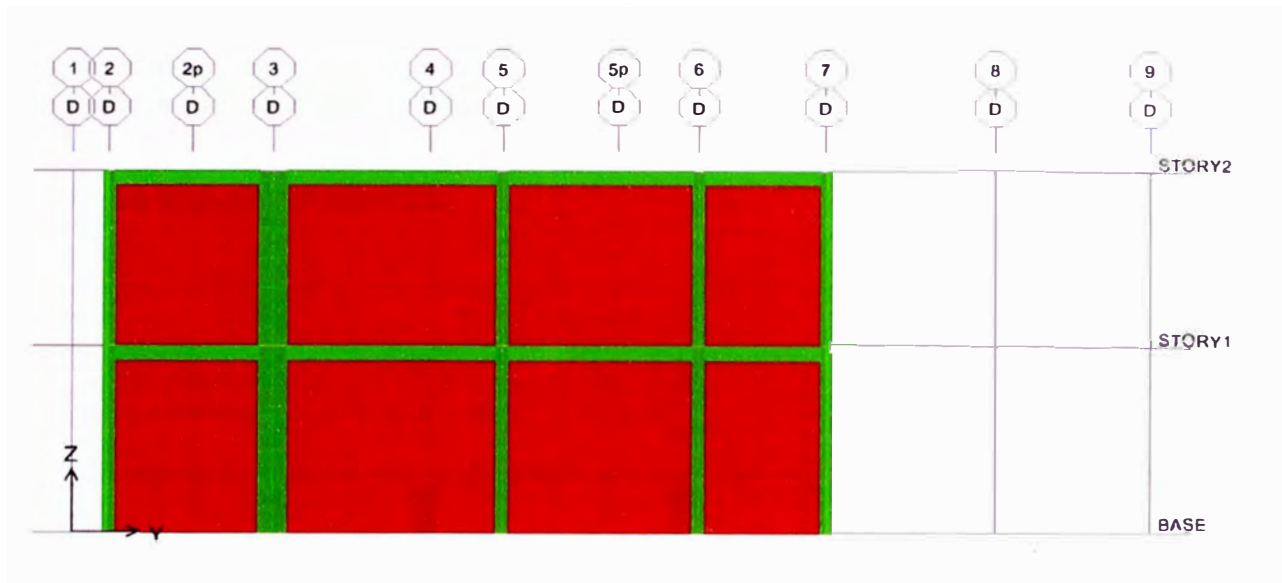 1 2 2p 3 4 5 5p 6 7 8 9
D D D D D D D D D D D
STORY2
STORY1
Z
Y
BASE